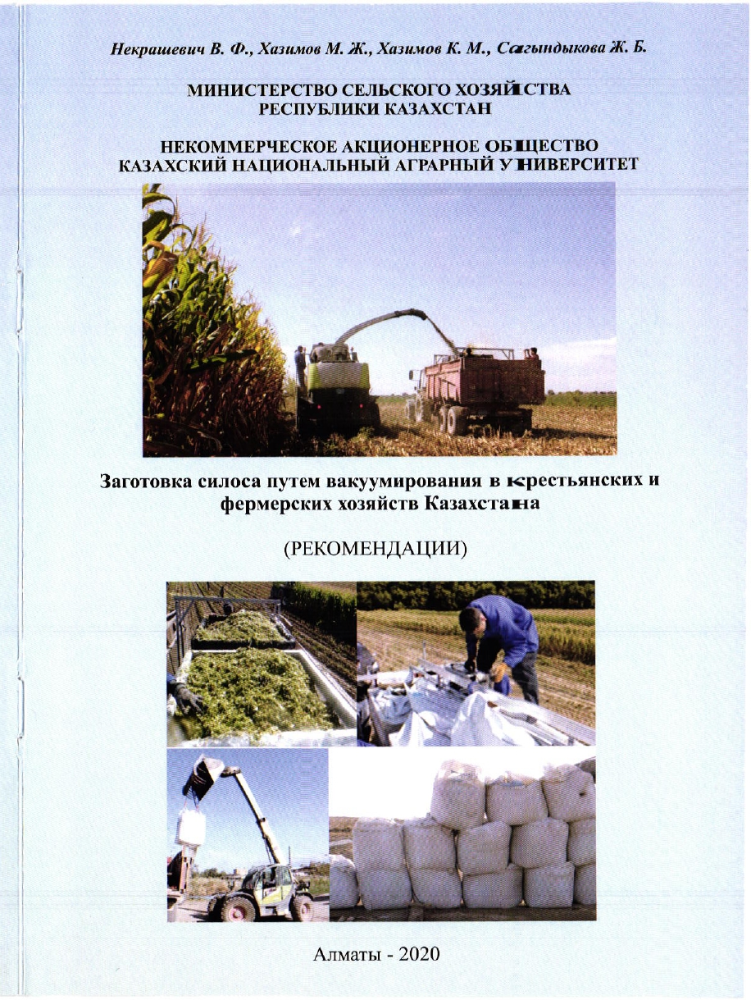 Некрашевич В. Ф., Хазимов М. Ж., Хазимов К. М., Сагындыкова Ж. Б.
МИНИСТЕРСТВО СЕЛЬСКОГО ХОЗЯЙСТВА
РЕСПУБЛИКИ КАЗАХСТАН
НЕКОММЕРЧЕСКОЕ АКЦИОНЕРНОЕ ОБЩЕСТВО
КАЗАХСКИЙ НАЦИОНАЛЬНЫЙ АГРАРНЫЙ УНИВЕРСИТЕТ
Заготовка силоса путем вакуумирования в крестьянских и
фермерских хозяйств Казахстана
(РЕКОМЕНДАЦИИ)
Алматы - 2020